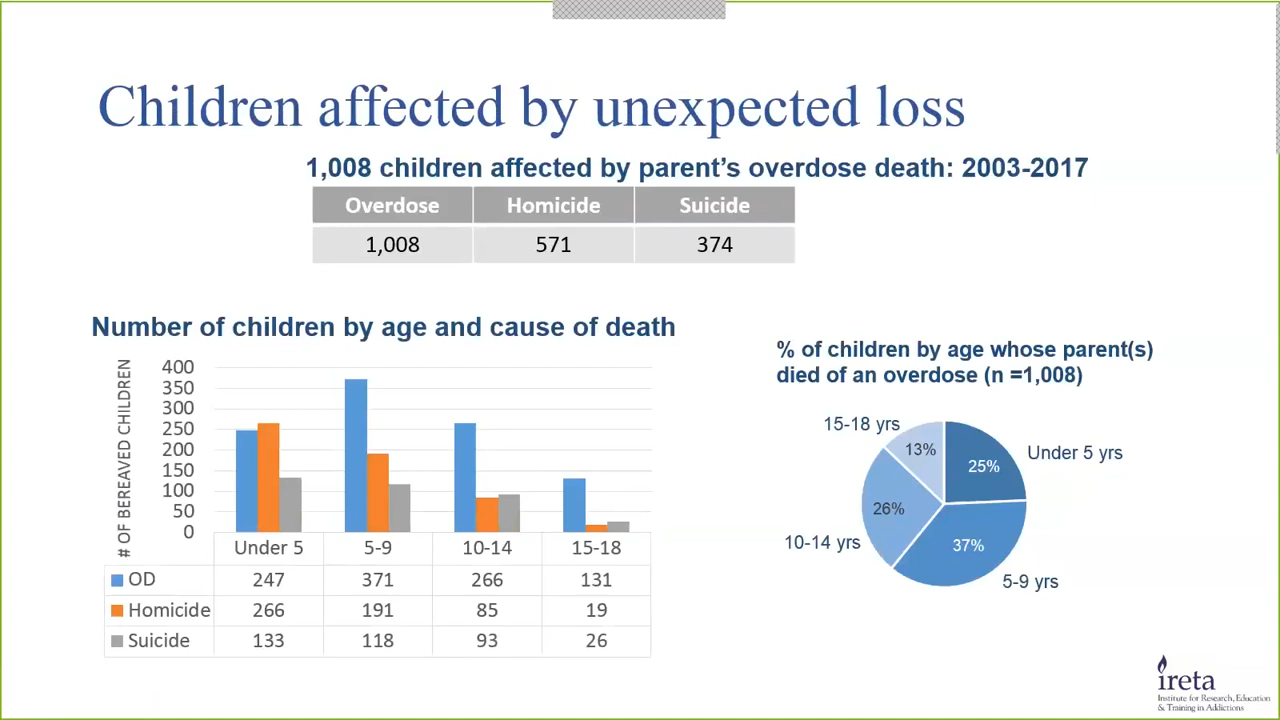 Children affected by unexpected loss
1,008 children affected by parent's overdose death: 2003-2017
Overdose Homicide Suicide
1,008 571 374
Number of children by age and cause of death
# OF BEREAVED CHILDREN
400
350
300
250
200
150
100
50
0
Under 5 5-9 10-14 15-18
OD 247 371 266 131
Homicide 266 191 85 19
Suicide 133 118 93 26
% of children by age whose parent(s)
died of an overdose (n =1,008)
15-18 yrs
13%
Under 5 yrs
25%
26%
10-14 yrs
37%
5-9 yrs
ireta
Institute for Research, Education
& Training in Addictions